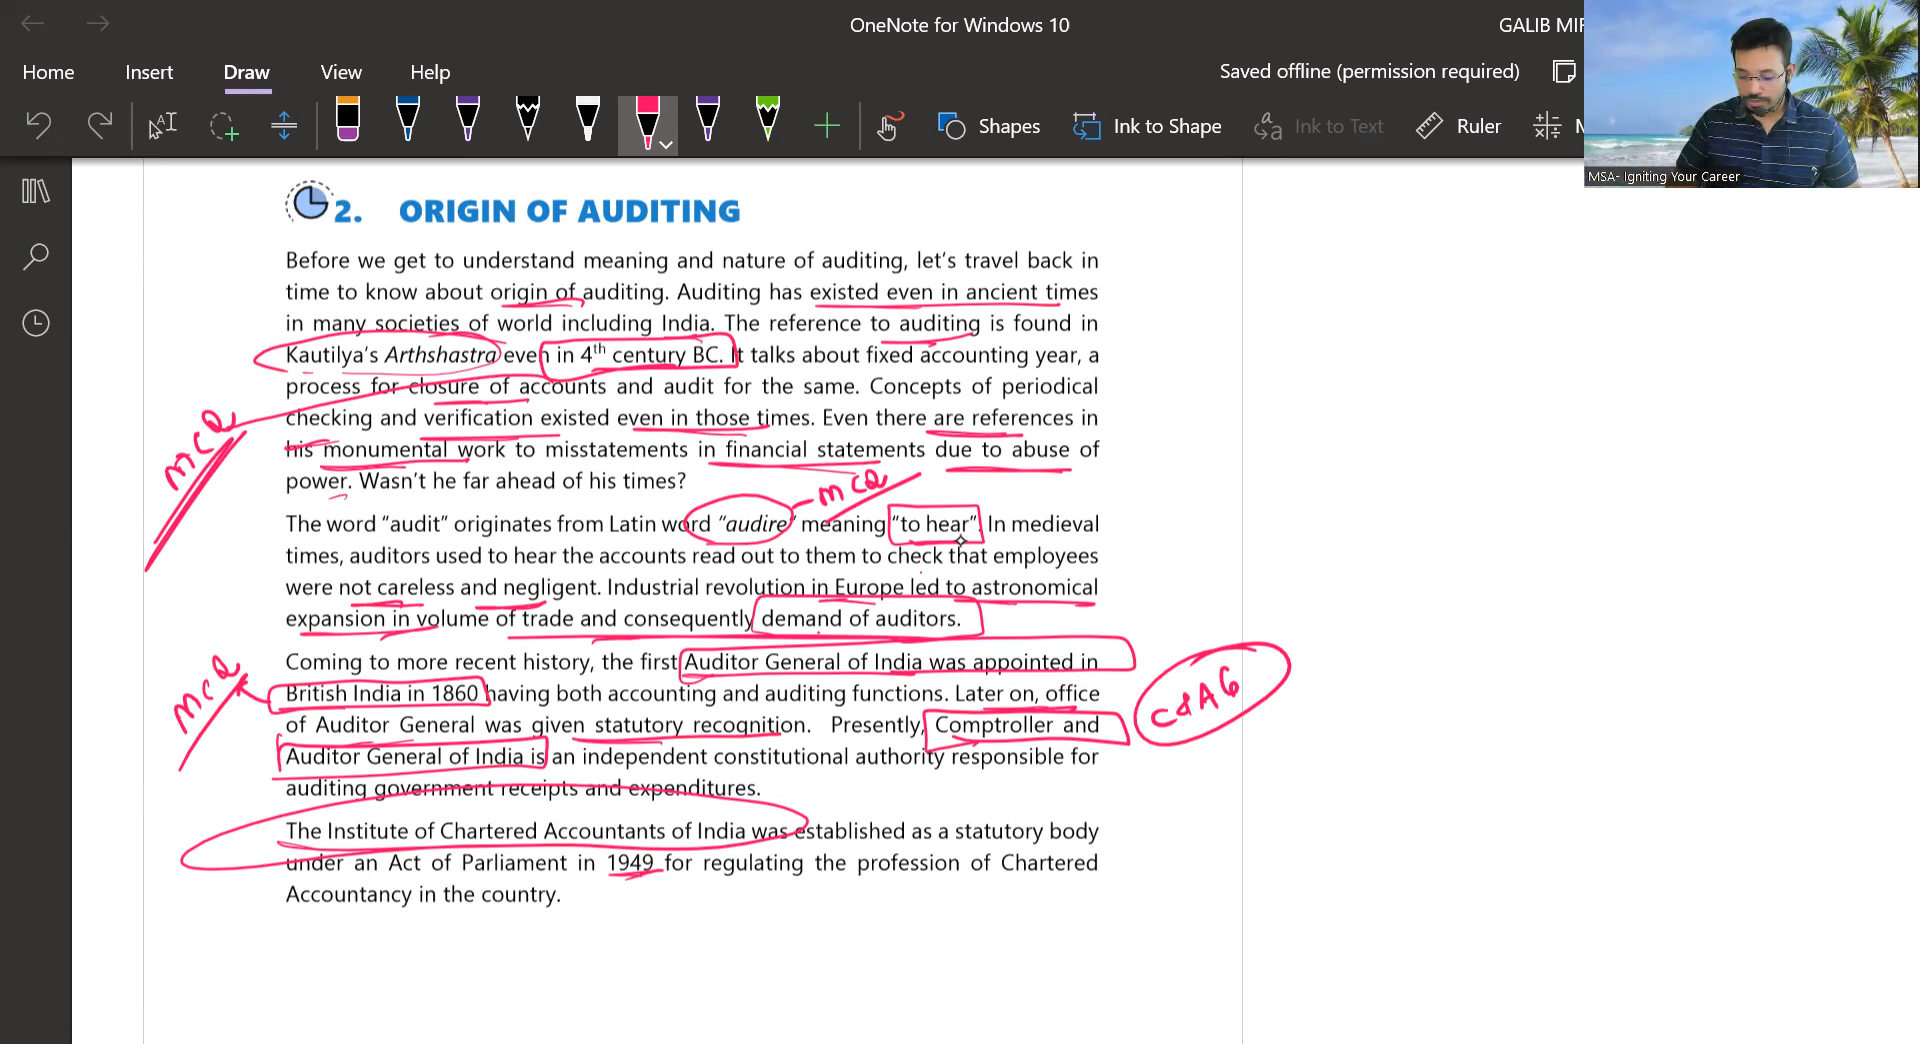 OneNote for Windows 10
GALIB MIR
Home Insert Draw View Help
Saved offline (permission required)
Shapes Ink to Shape Ink to Text Ruler M
MSA- Igniting Your Career
2. ORIGIN OF AUDITING
Before we get to understand meaning and nature of auditing, let's travel back in
time to know about origin of auditing. Auditing has existed even in ancient times
in many societies of world including India. The reference to auditing is found in
Kautilya's Arthshastra even in 4th century BC. It talks about fixed accounting year, a
process for closure of accounts and audit for the same. Concepts of periodical
checking and verification existed even in those times. Even there are references in
MCQ
his monumental work to misstatements in financial statements due to abuse of
power. Wasn't he far ahead of his times?
MCQ
The word "audit" originates from Latin word "audire" meaning "to hear". In medieval
times, auditors used to hear the accounts read out to them to check that employees
were not careless and negligent. Industrial revolution in Europe led to astronomical
expansion in volume of trade and consequently demand of auditors.
Coming to more recent history, the first Auditor General of India was appointed in
MCQ
British India in 1860 having both accounting and auditing functions. Later on, office
C&AG
of Auditor General was given statutory recognition. Presently, Comptroller and
Auditor General of India is an independent constitutional authority responsible for
auditing government receipts and expenditures.
The Institute of Chartered Accountants of India was established as a statutory body
under an Act of Parliament in 1949 for regulating the profession of Chartered
Accountancy in the country.